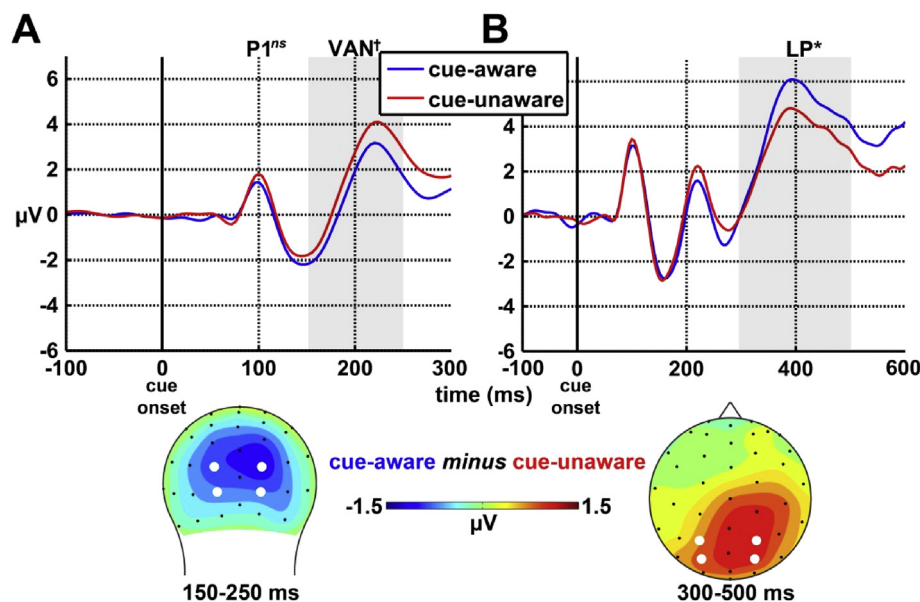 A
B
P1ns
VAN†
LP*
cue-aware
cue-unaware
6
4
2
μV 0
-2
-4
-6
-100
0
100
200
300
cue
onset
time (ms)
6
4
2
0
-2
-4
-6
-100
0
200
400
600
cue
onset
cue-aware minus cue-unaware
-1.5
1.5
μV
150-250 ms
300-500 ms